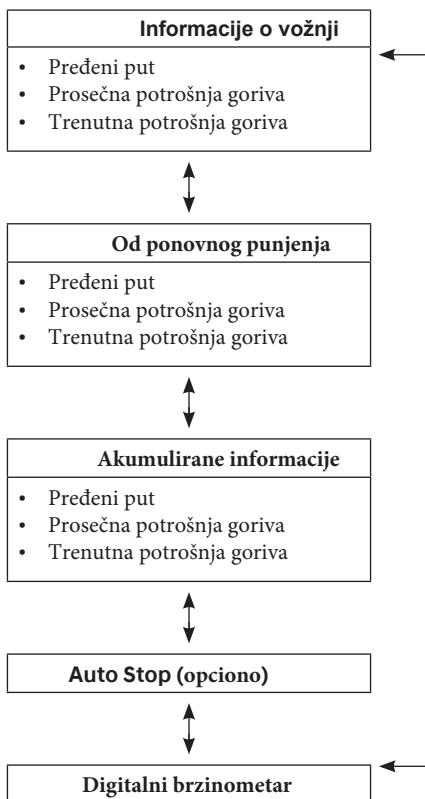 Informacije o vožnji
• Pređeni put
• Prosečna potrošnja goriva
• Trenutna potrošnja goriva
Od ponovnog punjenja
• Pređeni put
• Prosečna potrošnja goriva
• Trenutna potrošnja goriva
Akumulirane informacije
• Pređeni put
• Prosečna potrošnja goriva
• Trenutna potrošnja goriva
Auto Stop (opciono)
Digitalni brzinometar